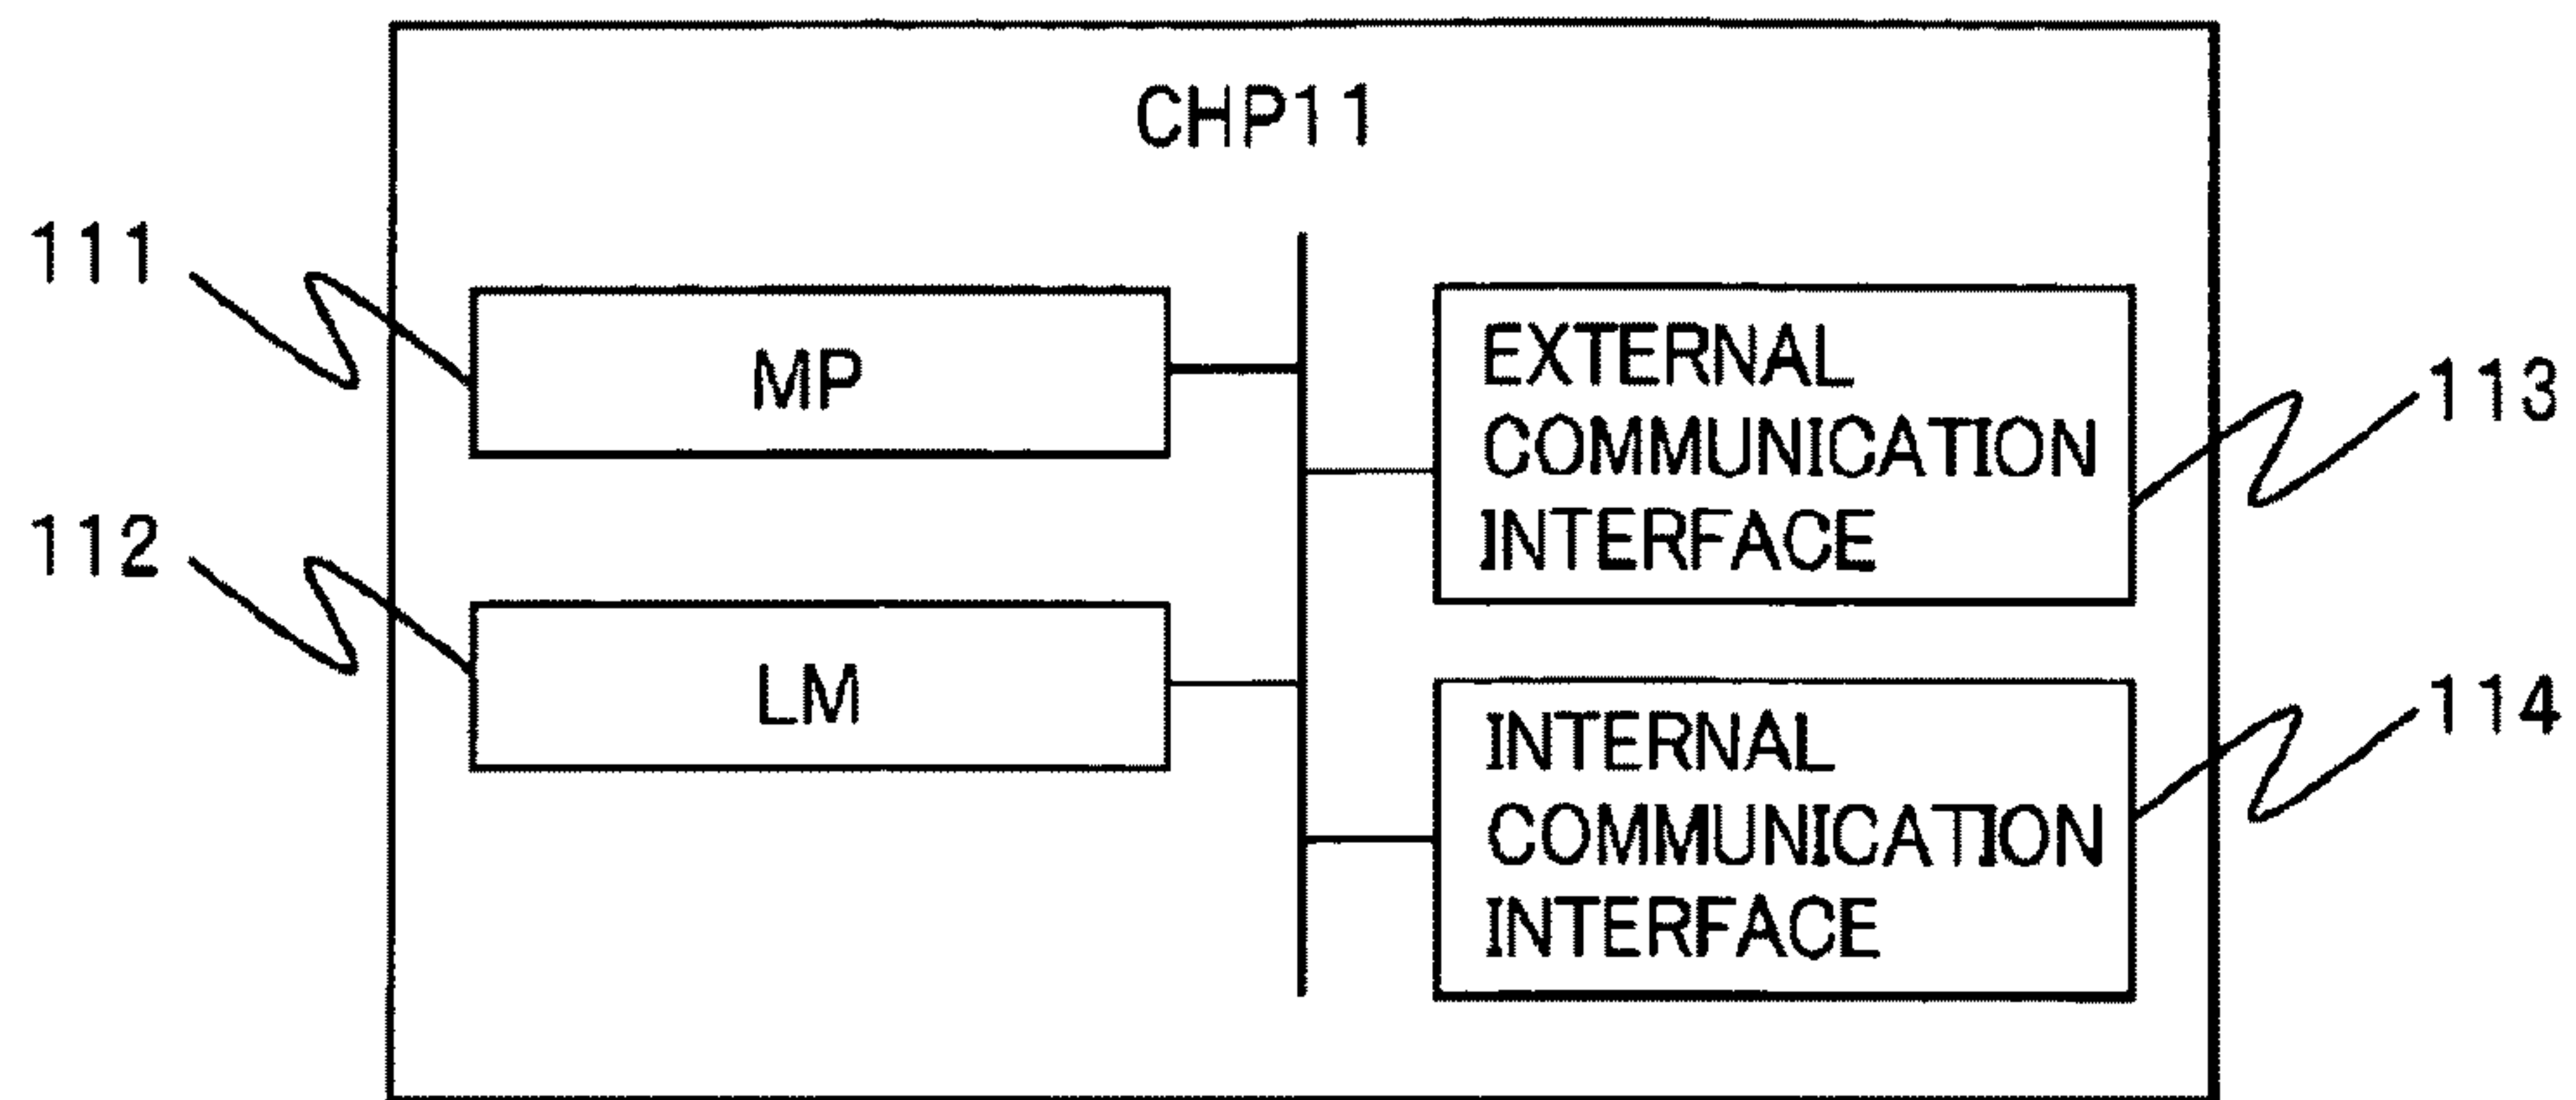 CHP11
111
MP
112
LM
EXTERNAL
COMMUNICATION
INTERFACE
113
INTERNAL
COMMUNICATION
INTERFACE
114